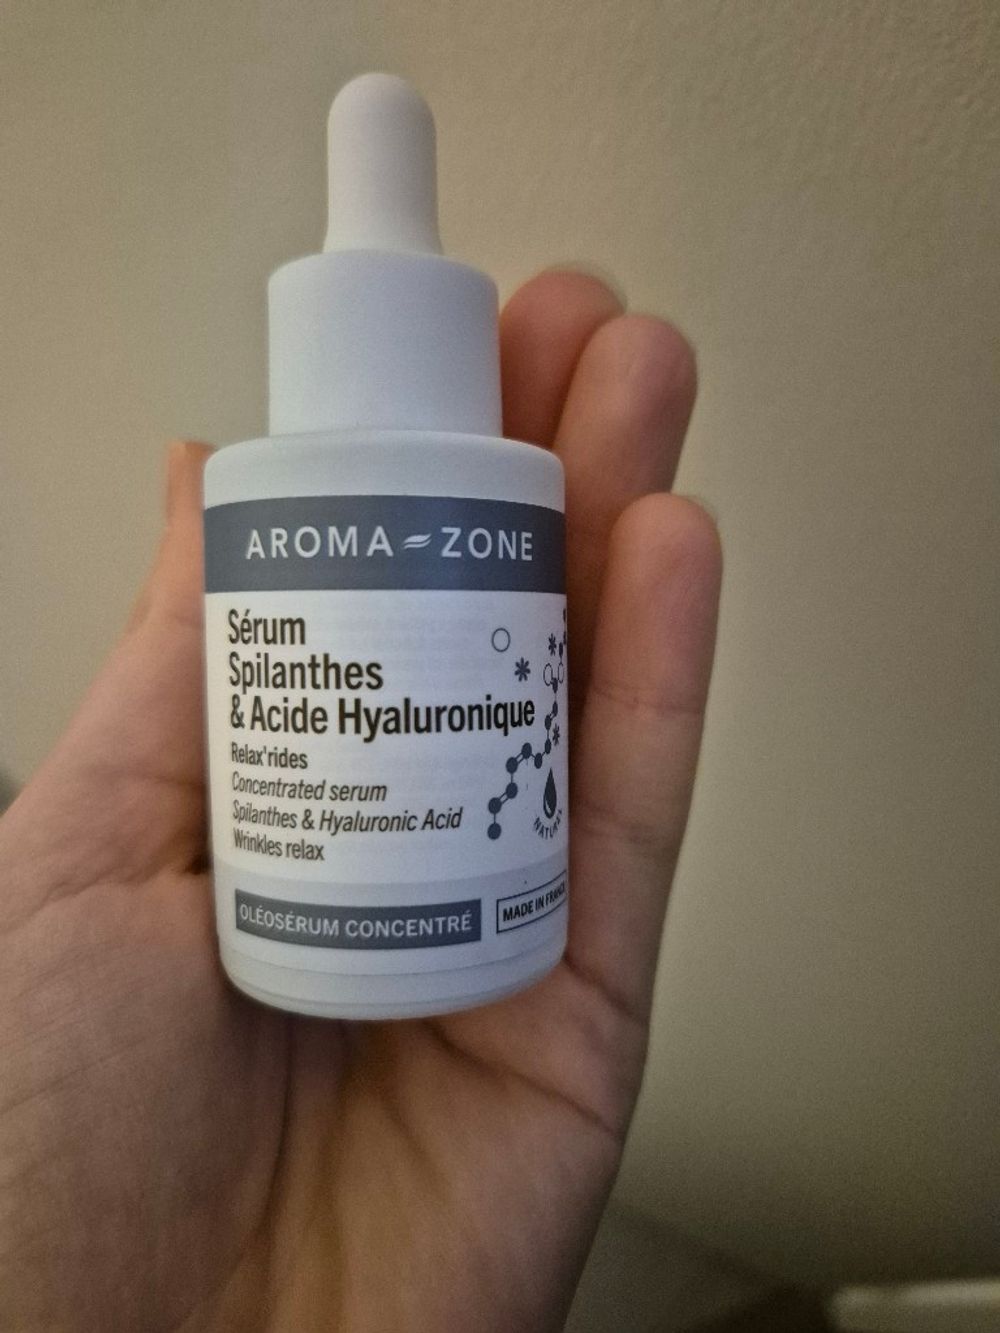 AROMA ZONE
Sérum
Spilanthes
& Acide Hyaluronique
Relax'rides
Concentrated serum
Spilanthes & Hyaluronic Acid
Wrinkles relax
OLÉOSÉRUM CONCENTRÉ
MADE IN